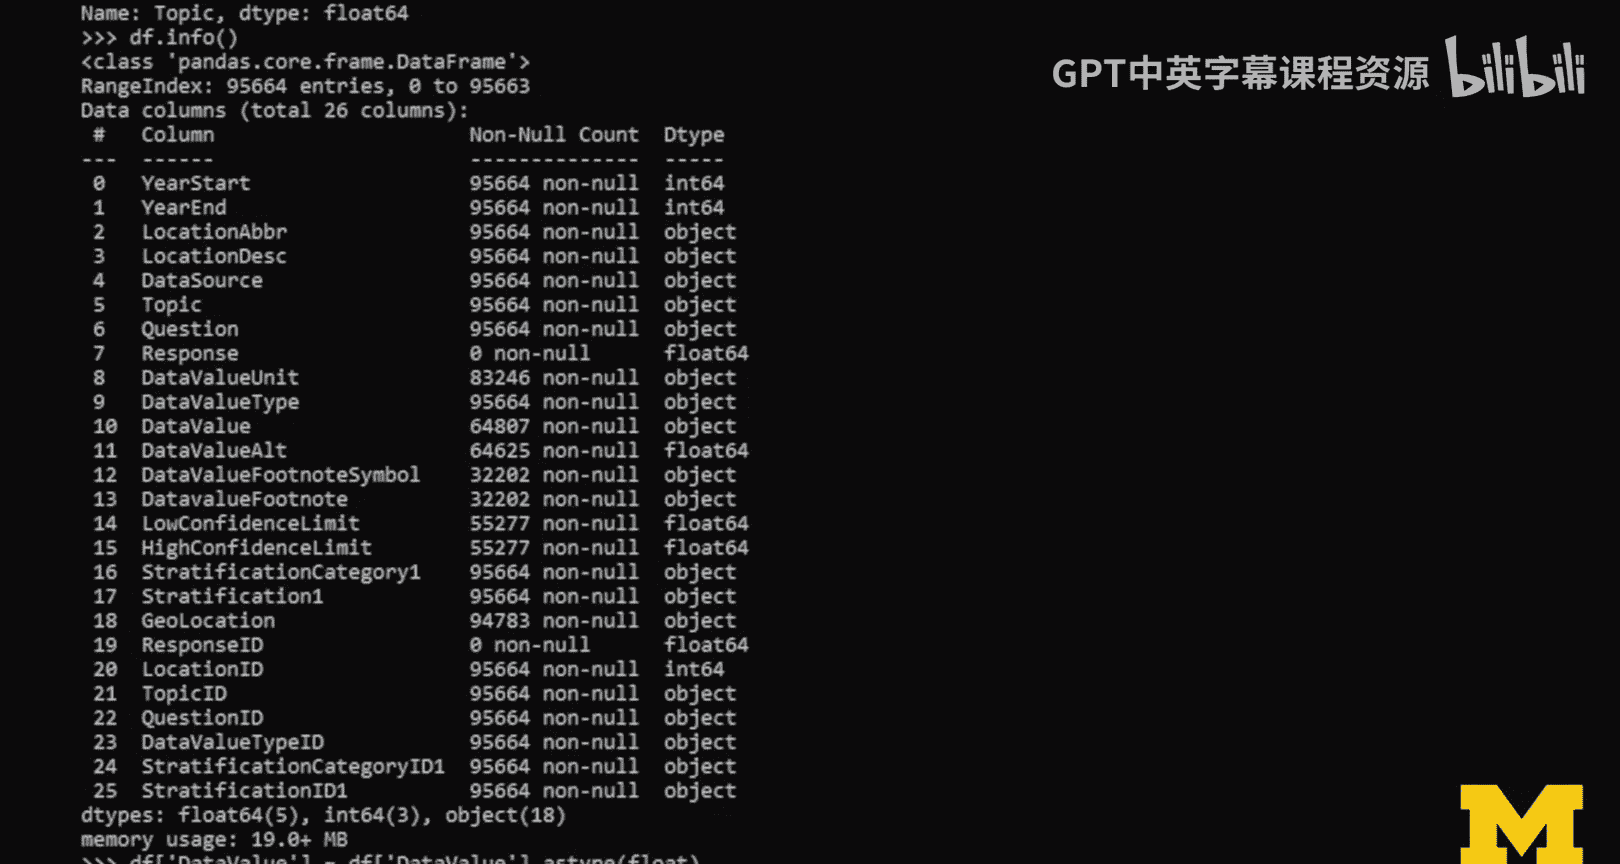 Name: Topic, dtype: float64
>>> df.info()
<class 'pandas.core.frame.DataFrame'>
RangeIndex: 95664 entries, 0 to 95663
Data columns (total 26 columns):
 #   Column                     Non-Null Count  Dtype
---  ------                     --------------  -----
 0   YearStart                  95664 non-null  int64
 1   YearEnd                    95664 non-null  int64
 2   LocationAbbr               95664 non-null  object
 3   LocationDesc               95664 non-null  object
 4   DataSource                 95664 non-null  object
 5   Topic                      95664 non-null  object
 6   Question                   95664 non-null  object
 7   Response                   0 non-null      float64
 8   DataValueUnit              83246 non-null  object
 9   DataValueType              95664 non-null  object
 10  DataValue                  64807 non-null  object
 11  DataValueAlt               64625 non-null  float64
 12  DataValueFootnoteSymbol    32202 non-null  object
 13  DatavalueFootnote          32202 non-null  object
 14  LowConfidenceLimit         55277 non-null  float64
 15  HighConfidenceLimit        55277 non-null  float64
 16  StratificationCategory1    95664 non-null  object
 17  Stratification1            95664 non-null  object
 18  GeoLocation                94783 non-null  object
 19  ResponseID                 0 non-null      float64
 20  LocationID                 95664 non-null  int64
 21  TopicID                    95664 non-null  object
 22  QuestionID                 95664 non-null  object
 23  DataValueTypeID            95664 non-null  object
 24  StratificationCategoryID1  95664 non-null  object
 25  StratificationID1          95664 non-null  object
dtypes: float64(5), int64(3), object(18)
memory usage: 19.0+ MB
>>> df['DataValue'] = df['DataValue'].astype(float)
GPT中英字幕课程资源 bilibili
M